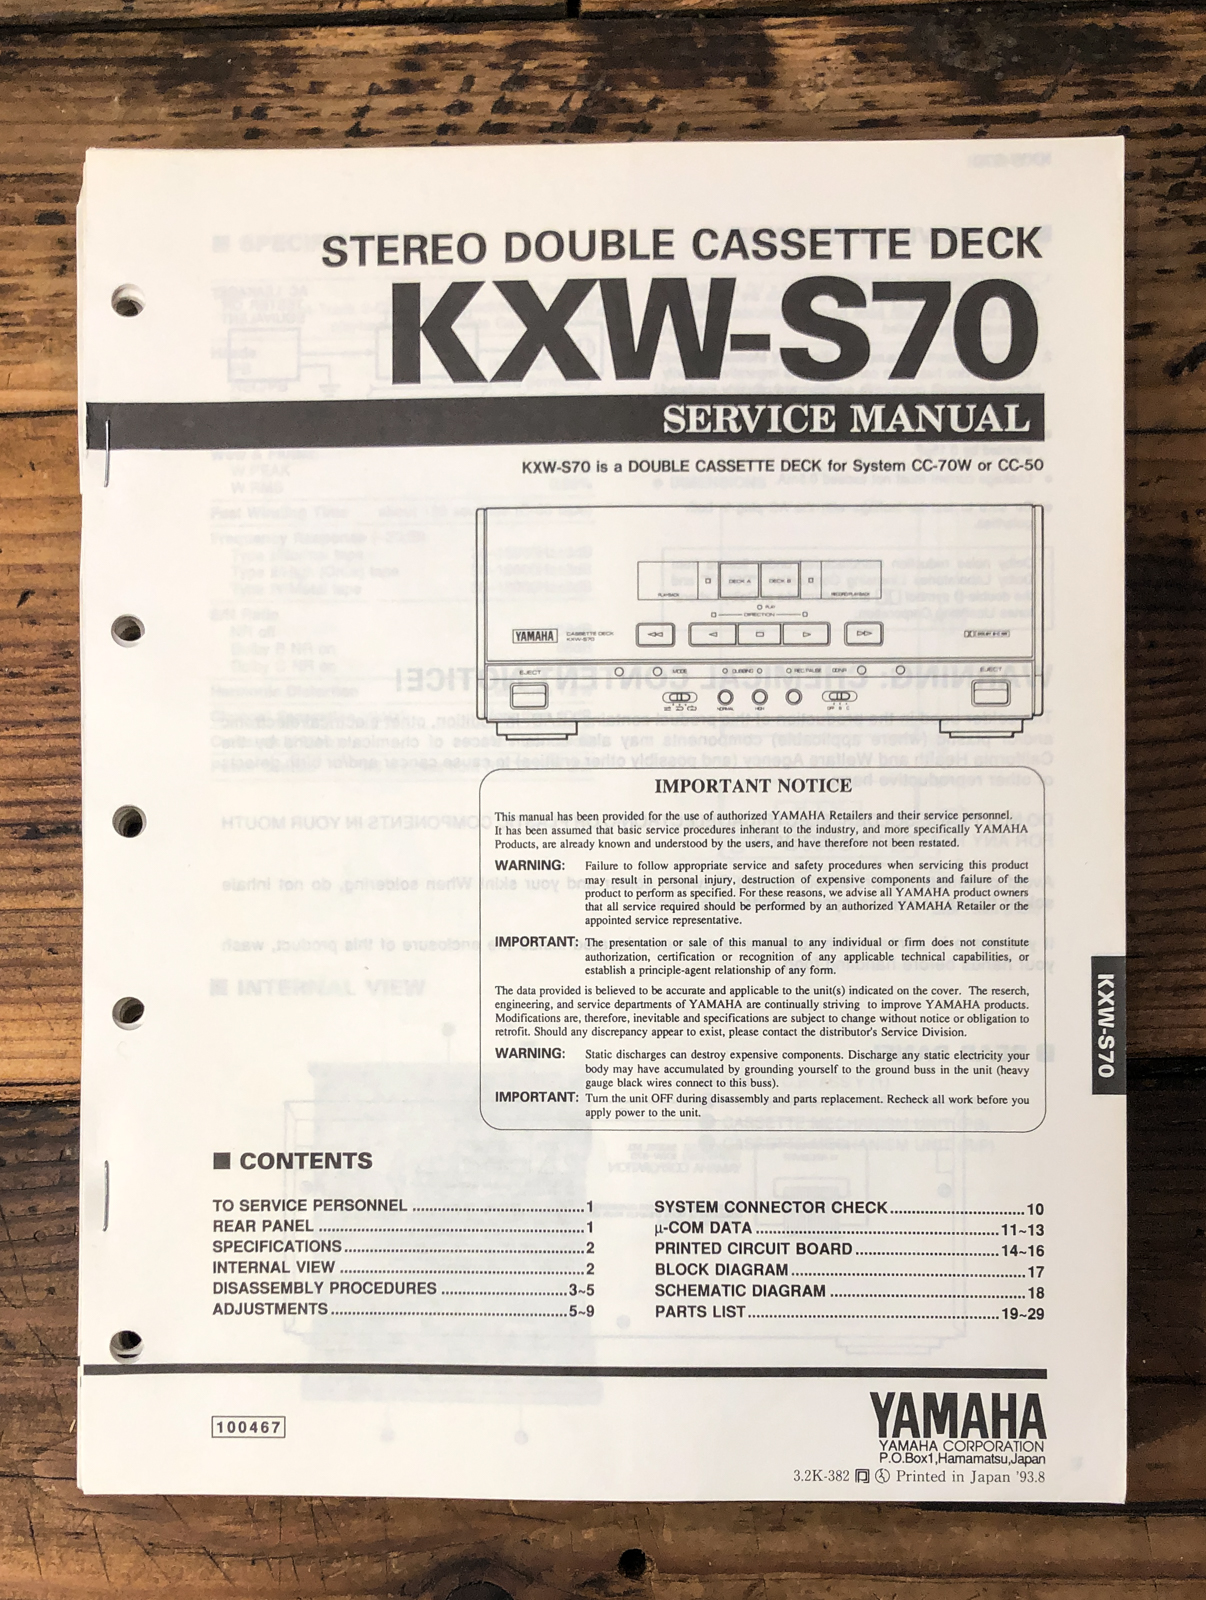 STEREO DOUBLE CASSETTE DECK
KXW-S70
SERVICE MANUAL
KXW-S70 is a DOUBLE CASSETTE DECK for System CC-70W or CC-50
DECK A
DECK B
PLAYBACK
RECORD/PLAYBACK
PLAY
DIRECTION
YAMAHA
CASSETTE DECK
KXW-S70
EJECT
MODE
DUBBING
REC/PAUSE
EJECT
NORMAL
HIGH
OFF B C
IMPORTANT NOTICE
This manual has been provided for the use of authorized YAMAHA Retailers and their service personnel.
It has been assumed that basic service procedures inherant to the industry, and more specifically YAMAHA
Products, are already known and understood by the users, and have therefore not been restated.
WARNING: Failure to follow appropriate service and safety procedures when servicing this product
may result in personal injury, destruction of expensive components and failure of the
product to perform as specified. For these reasons, we advise all YAMAHA product owners
that all service required should be performed by an authorized YAMAHA Retailer or the
appointed service representative.
IMPORTANT: The presentation or sale of this manual to any individual or firm does not constitute
authorization, certification or recognition of any applicable technical capabilities, or
establish a principle-agent relationship of any form.
The data provided is believed to be accurate and applicable to the unit(s) indicated on the cover. The reserch,
engineering, and service departments of YAMAHA are continually striving to improve YAMAHA products.
Modifications are, therefore, inevitable and specifications are subject to change without notice or obligation to
retrofit. Should any discrepancy appear to exist, please contact the distributor's Service Division.
WARNING: Static discharges can destroy expensive components. Discharge any static electricity your
body may have accumulated by grounding yourself to the ground buss in the unit (heavy
gauge black wires connect to this buss).
IMPORTANT: Turn the unit OFF during disassembly and parts replacement. Recheck all work before you
apply power to the unit.
KXW-S70
■ CONTENTS
TO SERVICE PERSONNEL ........ 1
REAR PANEL ........ 1
SPECIFICATIONS ........ 2
INTERNAL VIEW ........ 2
DISASSEMBLY PROCEDURES ........ 3~5
ADJUSTMENTS ........ 5~9
SYSTEM CONNECTOR CHECK ........ 10
μ-COM DATA ........ 11~13
PRINTED CIRCUIT BOARD ........ 14~16
BLOCK DIAGRAM ........ 17
SCHEMATIC DIAGRAM ........ 18
PARTS LIST ........ 19~29
100467
YAMAHA
YAMAHA CORPORATION
P.O.Box1,Hamamatsu,Japan
3.2K-382 Printed in Japan '93.8